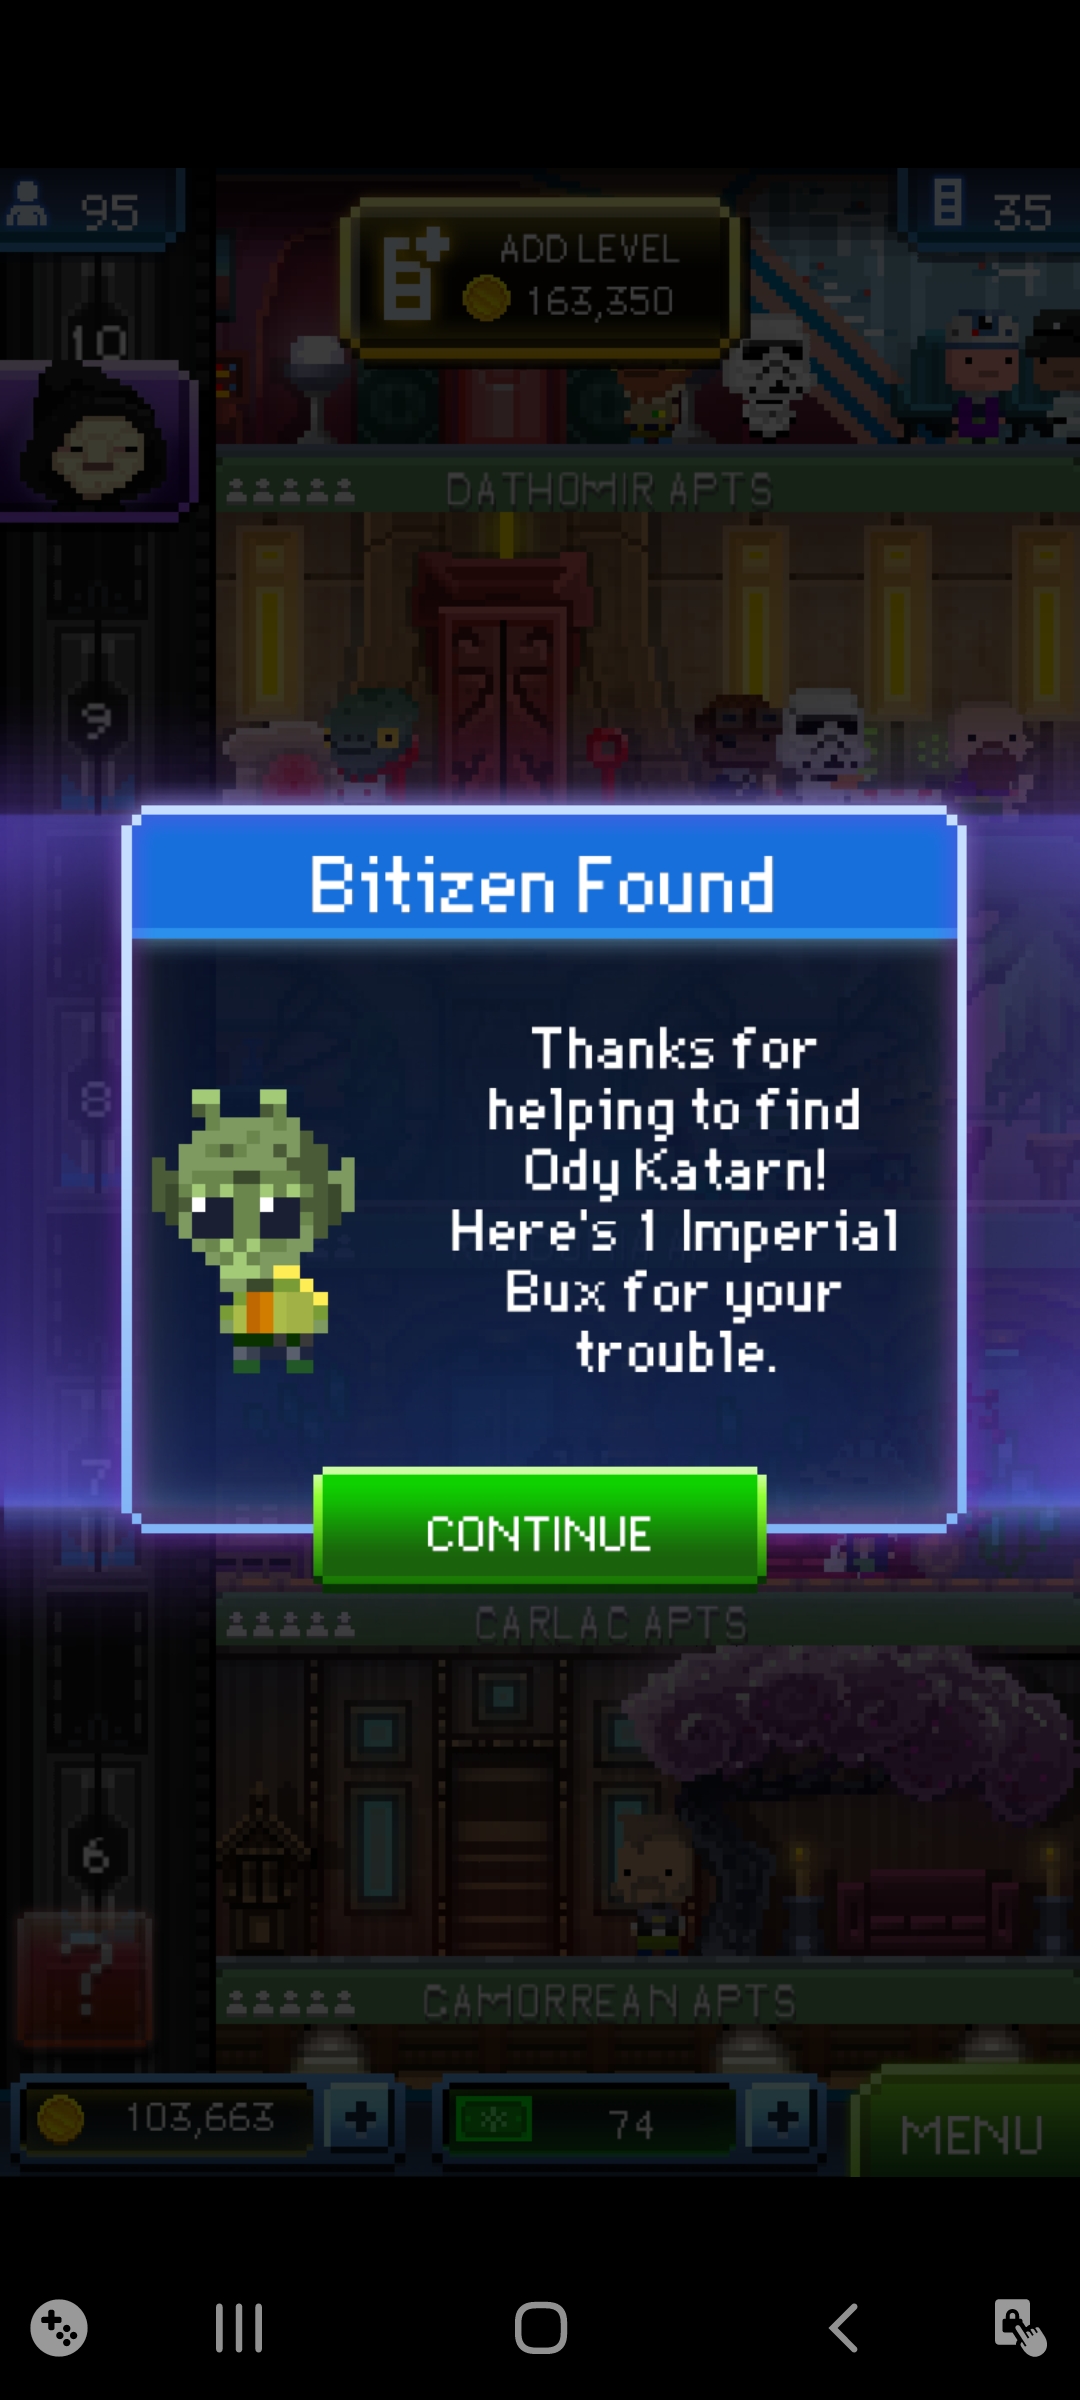 95
ADD LEVEL
163,350
35
10
DATHOMIR APTS
9
Bitizen Found
Thanks for
helping to find
Ody Katarn!
Here's 1 Imperial
Bux for your
trouble.
8
7
CONTINUE
CARLAC APTS
6
?
CAMORREAN APTS
103,663
74
MENU